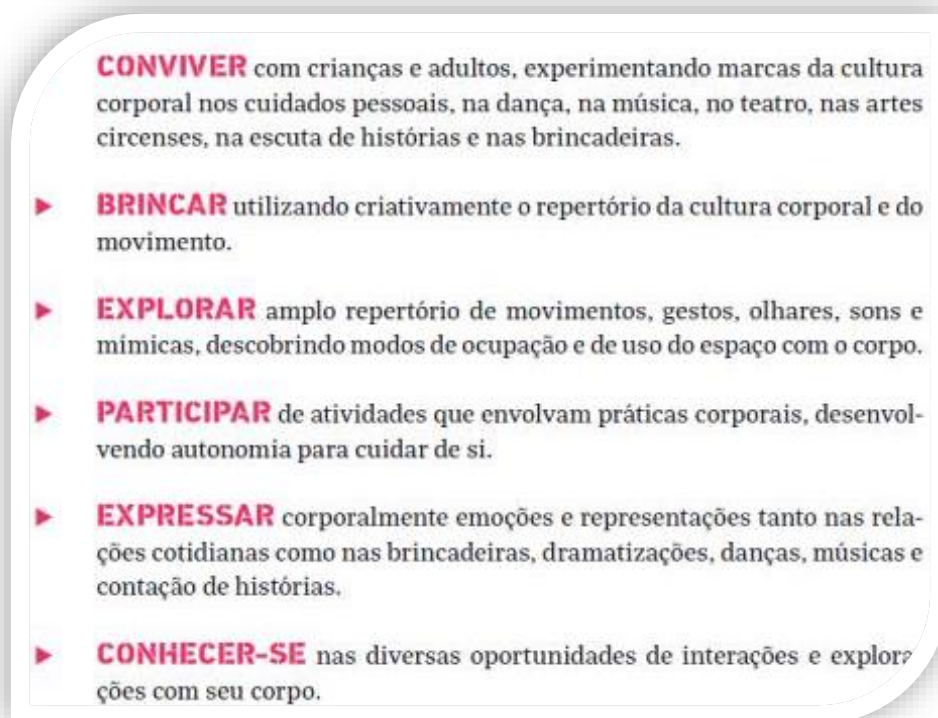 CONVIVER com crianças e adultos, experimentando marcas da cultura
corporal nos cuidados pessoais, na dança, na música, no teatro, nas artes
circenses, na escuta de histórias e nas brincadeiras.
► BRINCAR utilizando criativamente o repertório da cultura corporal e do
movimento.
► EXPLORAR amplo repertório de movimentos, gestos, olhares, sons e
mímicas, descobrindo modos de ocupação e de uso do espaço com o corpo.
► PARTICIPAR de atividades que envolvam práticas corporais, desenvol-
vendo autonomia para cuidar de si.
► EXPRESSAR corporalmente emoções e representações tanto nas rela-
ções cotidianas como nas brincadeiras, dramatizações, danças, músicas e
contação de histórias.
► CONHECER-SE nas diversas oportunidades de interações e explora-
ções com seu corpo.